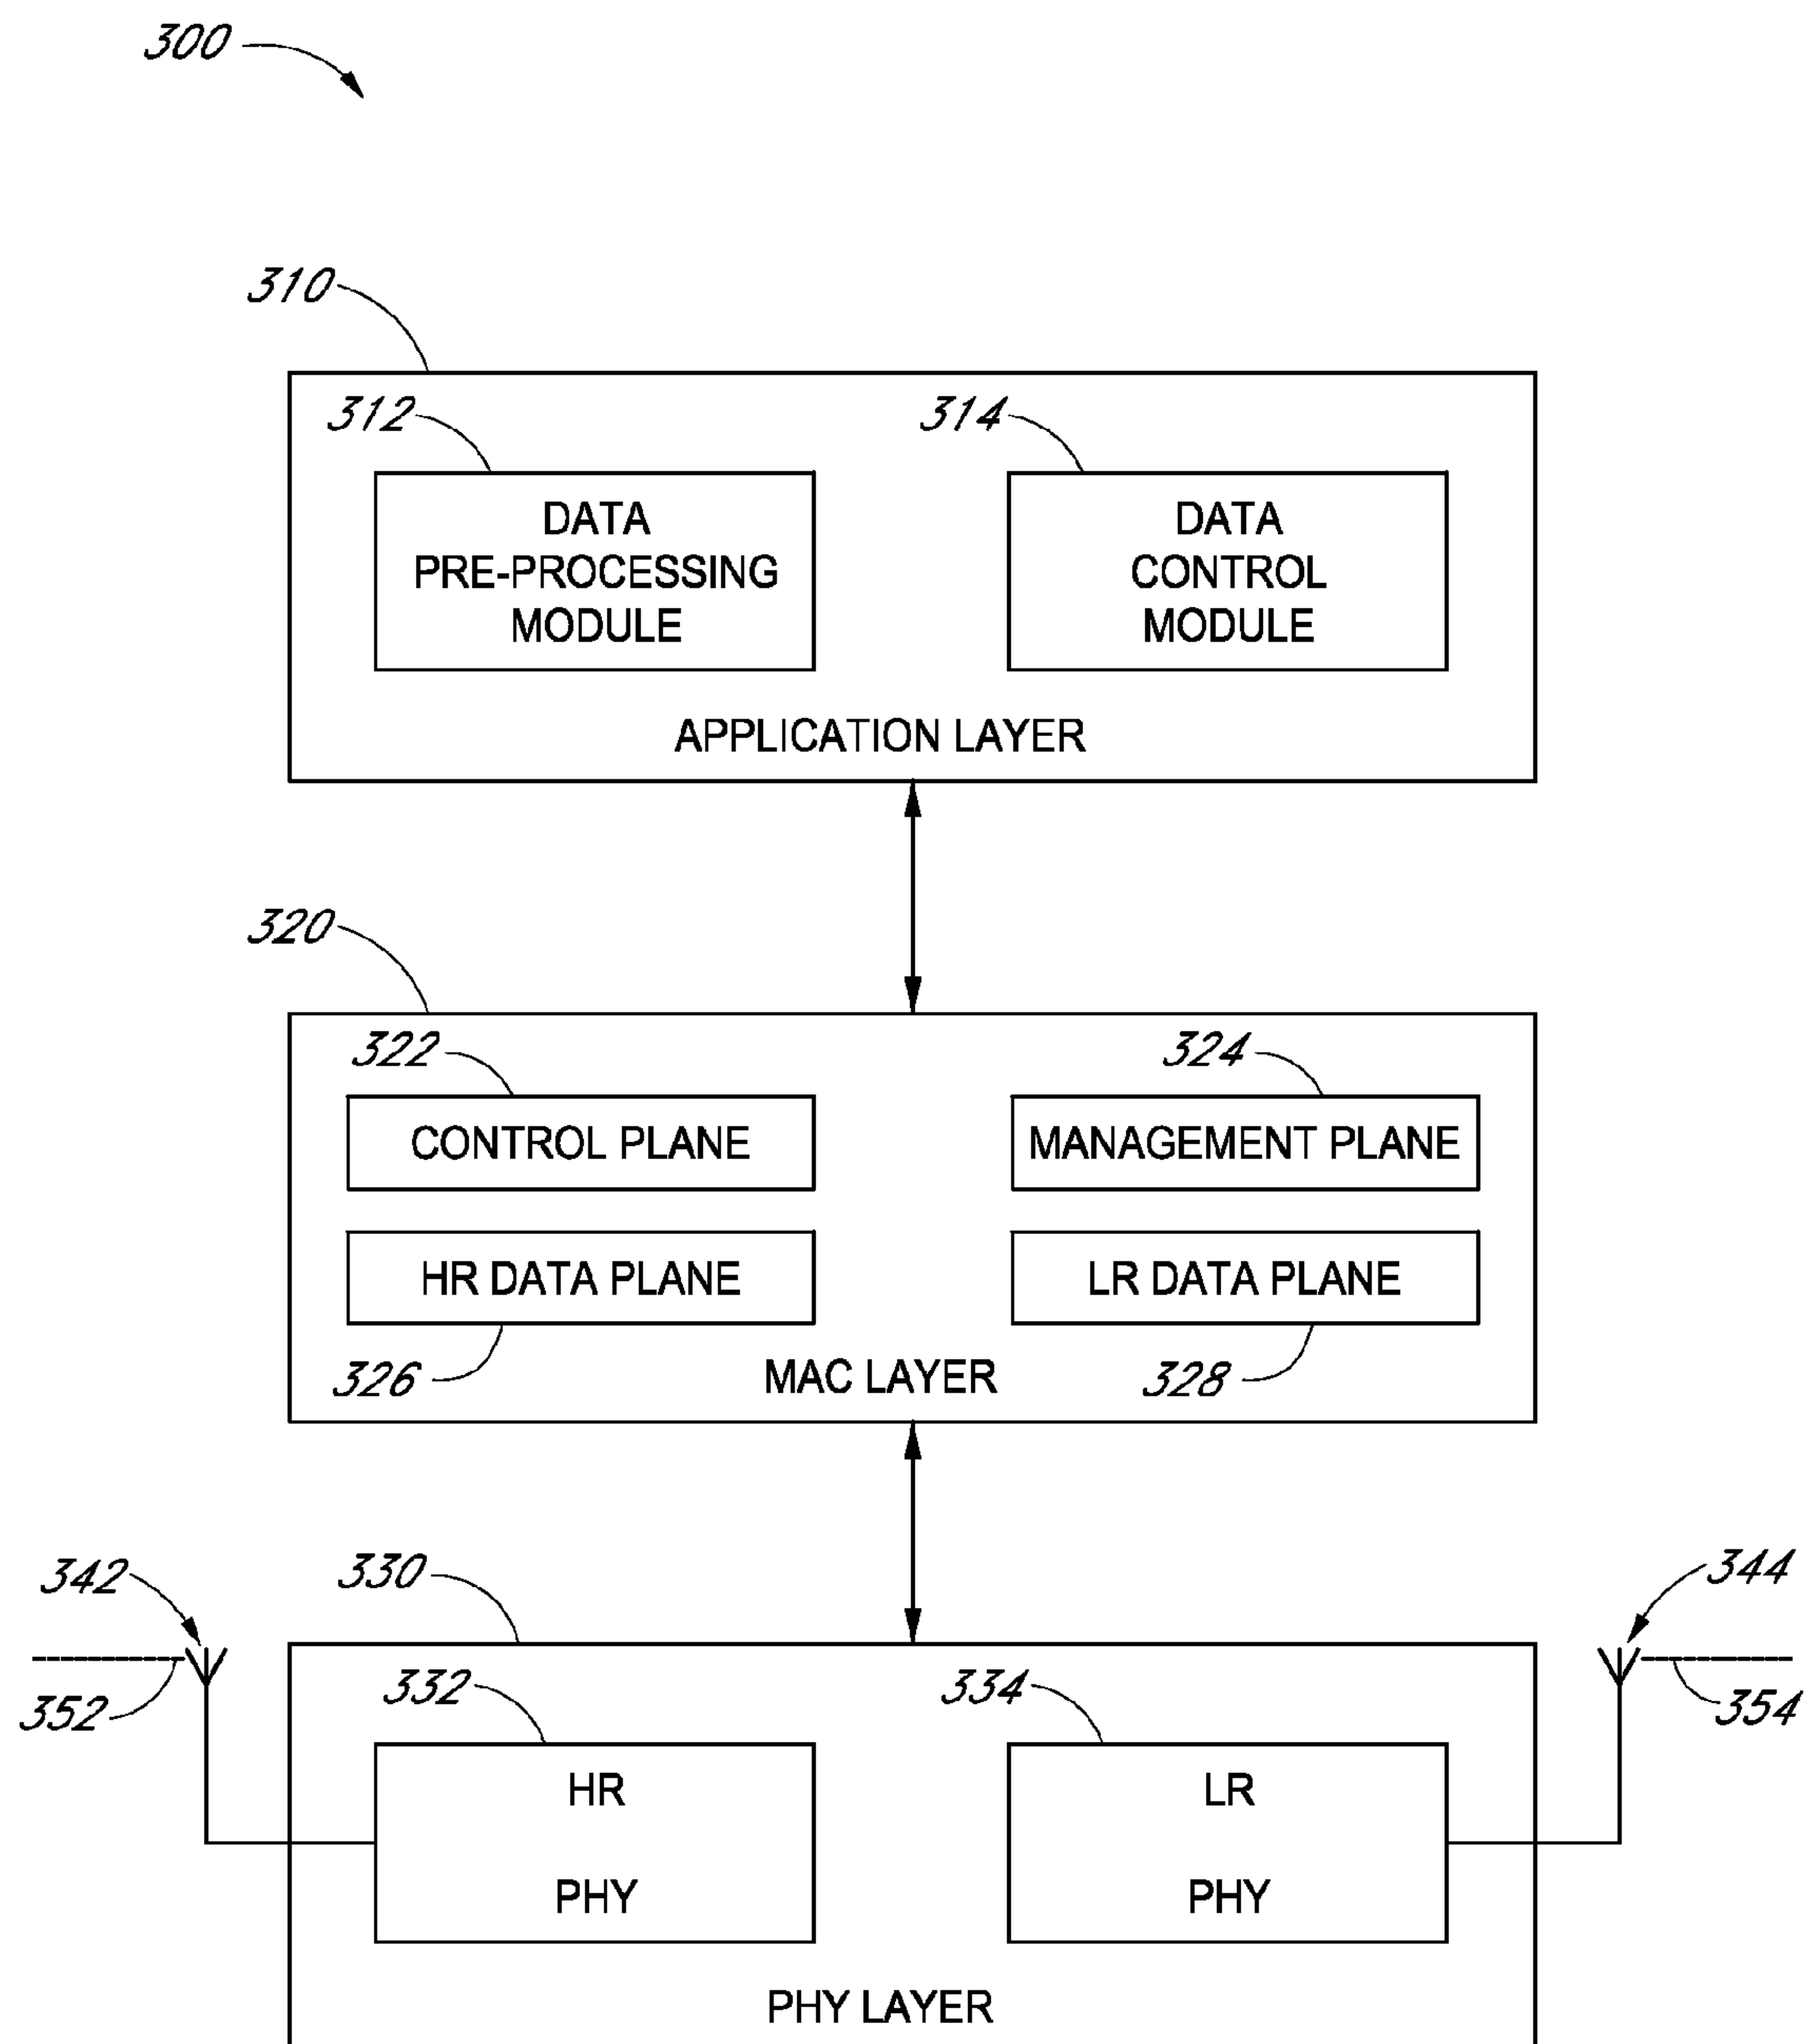 300
310
312
314
DATA
PRE-PROCESSING
MODULE
DATA
CONTROL
MODULE
APPLICATION LAYER
320
322
324
CONTROL PLANE
MANAGEMENT PLANE
HR DATA PLANE
LR DATA PLANE
326
MAC LAYER
328
342
330
344
332
334
352
354
HR
PHY
LR
PHY
PHY LAYER